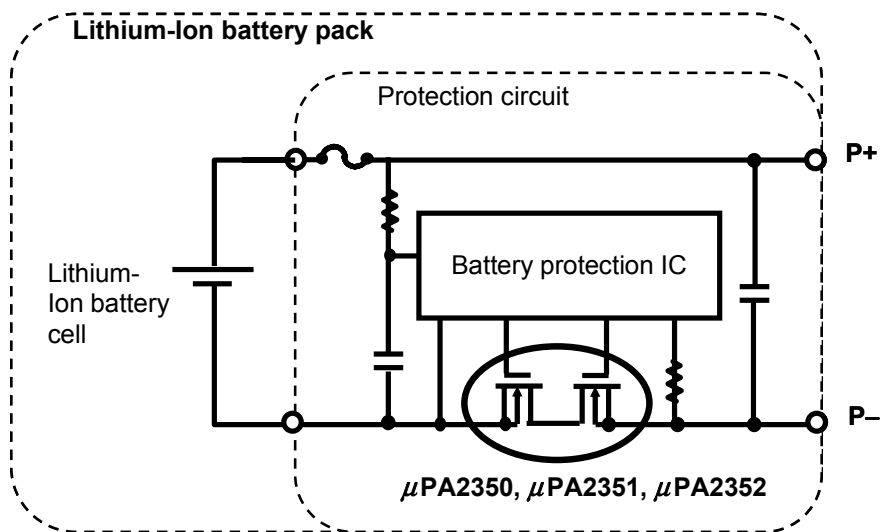 Lithium-Ion battery pack
Protection circuit
P+
Battery protection IC
Lithium-
Ion battery
cell
P–
μPA2350, μPA2351, μPA2352